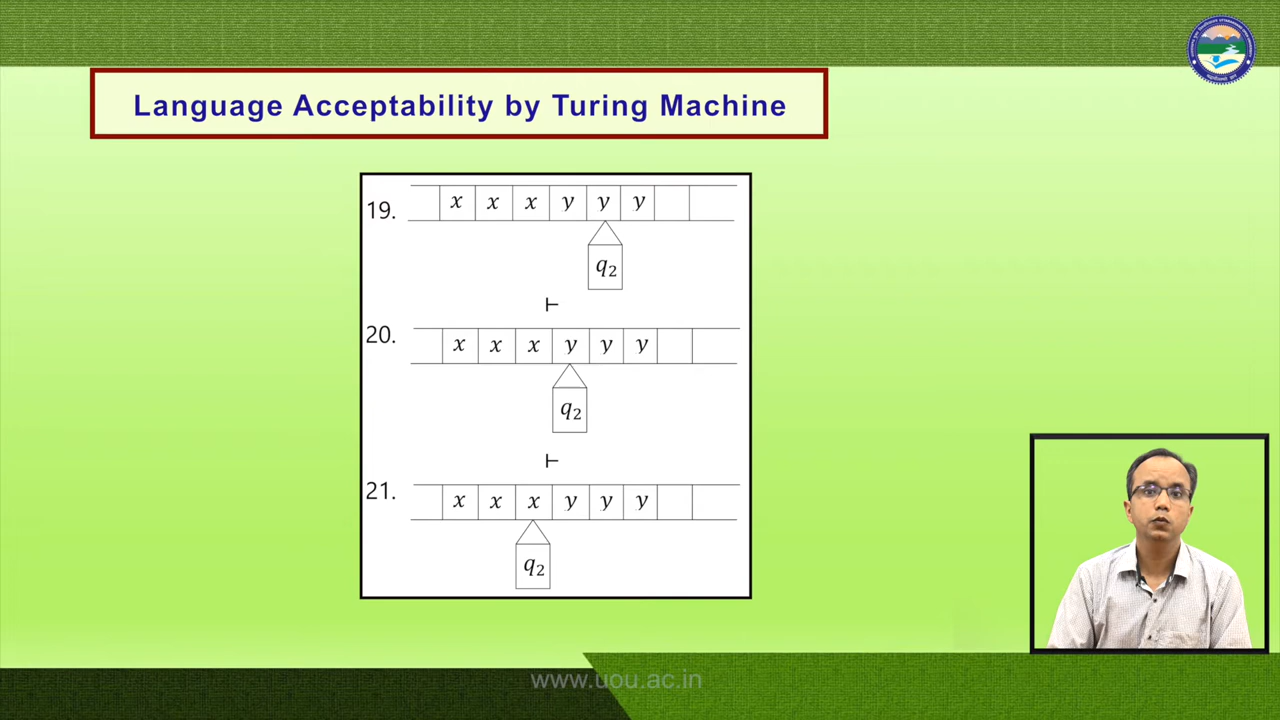 Language Acceptability by Turing Machine
19. x x x y y y
q₂
⊢
20. x x x y y y
q₂
⊢
21. x x x y y y
q₂
www.uou.ac.in